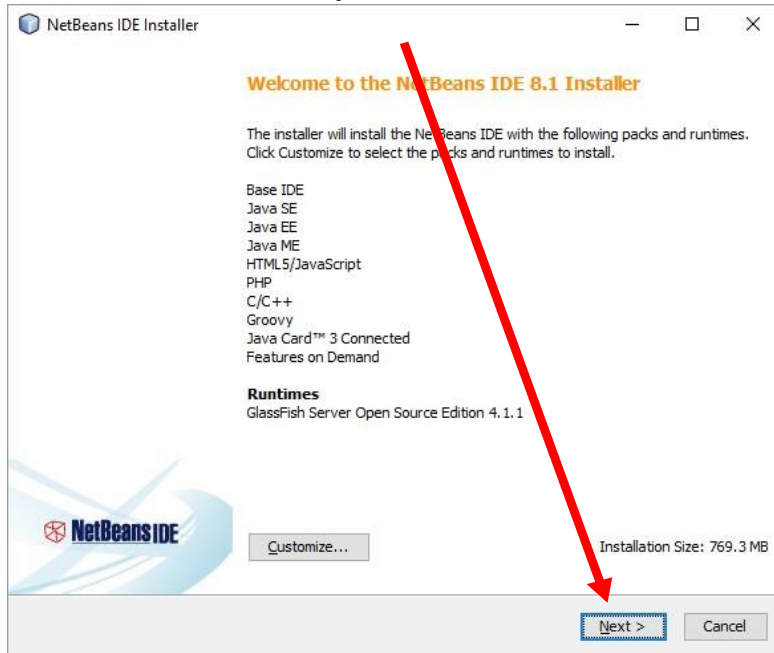 NetBeans IDE Installer
Welcome to the NetBeans IDE 8.1 Installer
The installer will install the NetBeans IDE with the following packs and runtimes.
Click Customize to select the packs and runtimes to install.
Base IDE
Java SE
Java EE
Java ME
HTML5/JavaScript
PHP
C/C++
Groovy
Java Card™ 3 Connected
Features on Demand
Runtimes
GlassFish Server Open Source Edition 4.1.1
NetBeans IDE
Customize...
Installation Size: 769.3 MB
Next >
Cancel